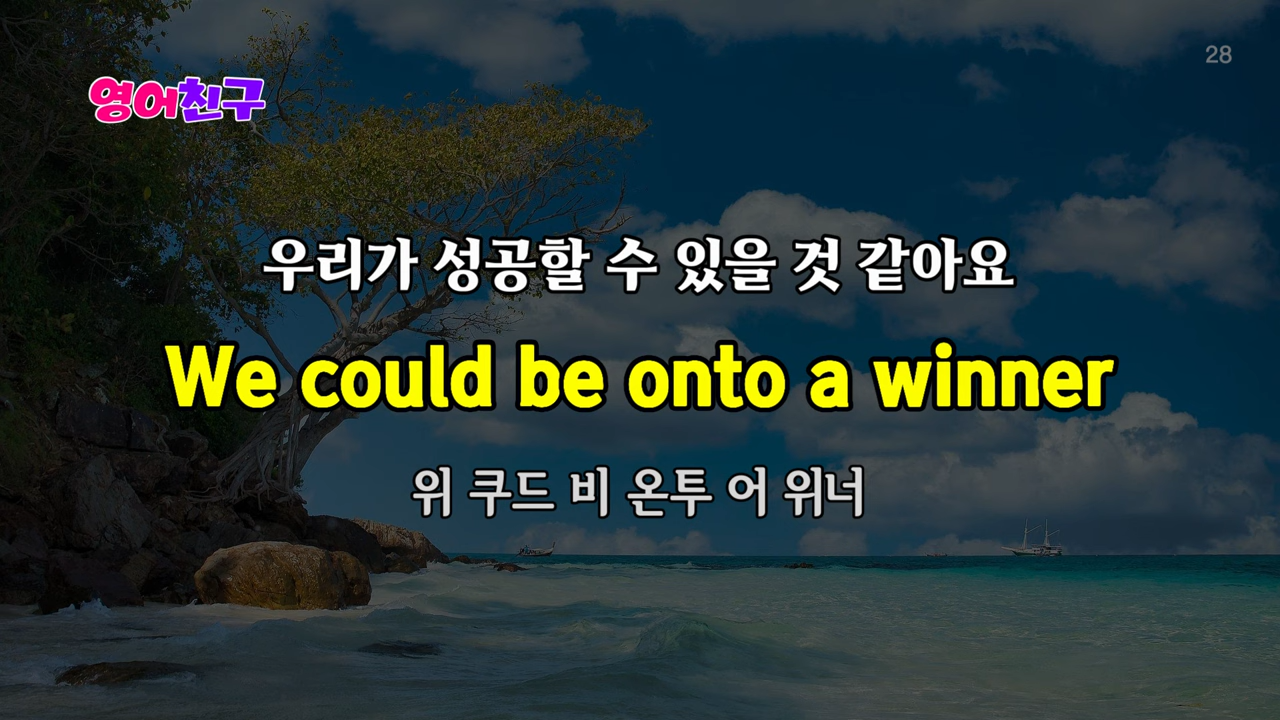 28
영어친구
우리가 성공할 수 있을 것 같아요
We could be onto a winner
위 쿠드 비 온투 어 위너